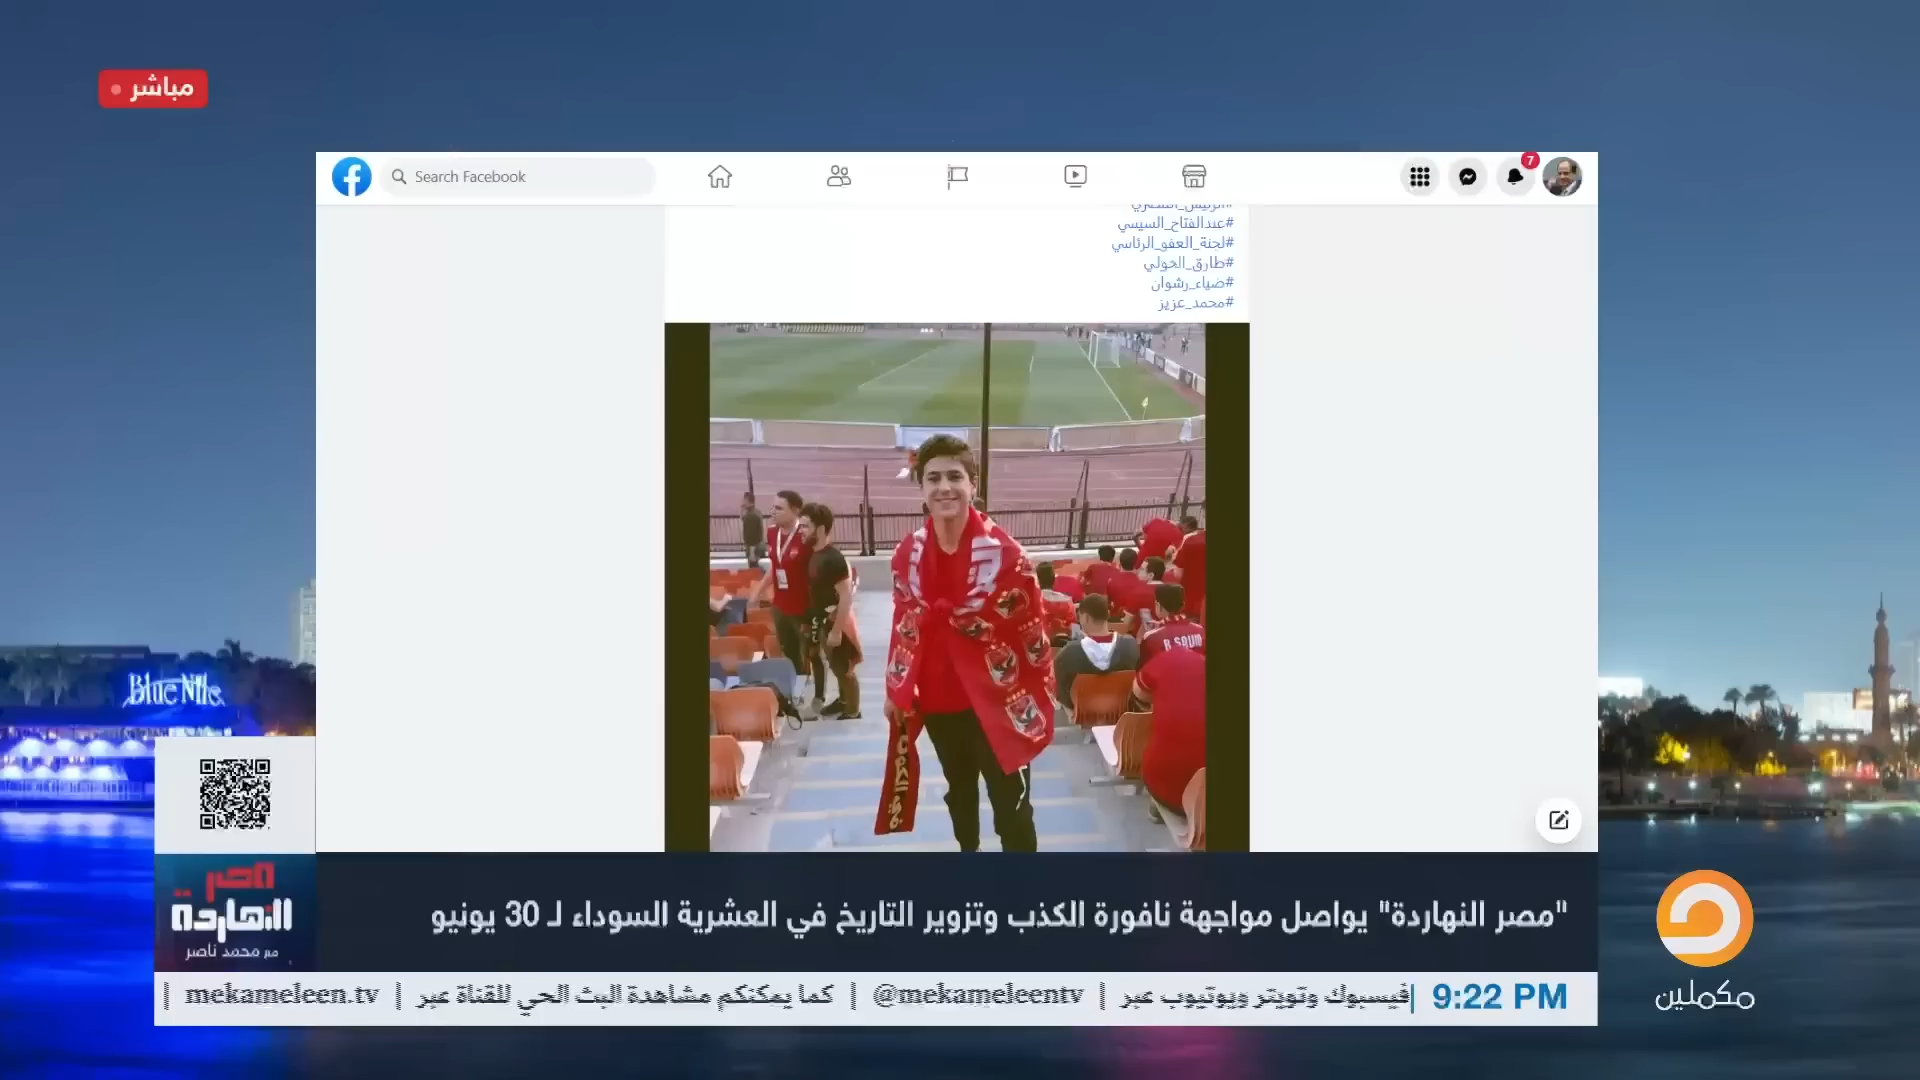 مباشر
Search Facebook
7
#الرئيس_المصري
#عبدالفتاح_السيسي
#لجنة_العفو_الرئاسي
#طارق_الخولي
#ضياء_رشوان
#محمد_عزيز
Blue Nile
مصر
النهاردة
مع محمد ناصر
"مصر النهاردة" يواصل مواجهة نافورة الكذب وتزوير التاريخ في العشرية السوداء لـ 30 يونيو
9:22 PM
فيسبوك وتويتر ويوتيوب عبر | @mekameleentv | كما يمكنكم مشاهدة البث الحي للقناة عبر | mekameleen.tv |
مكملين